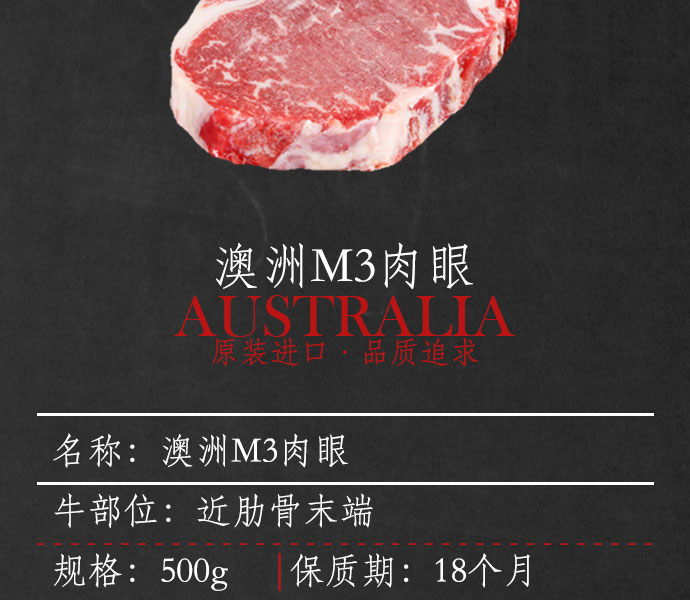 澳洲M3肉眼
AUSTRALIA
原装进口·品质追求
名称：澳洲M3肉眼
牛部位：近肋骨末端
规格：500g 保质期：18个月